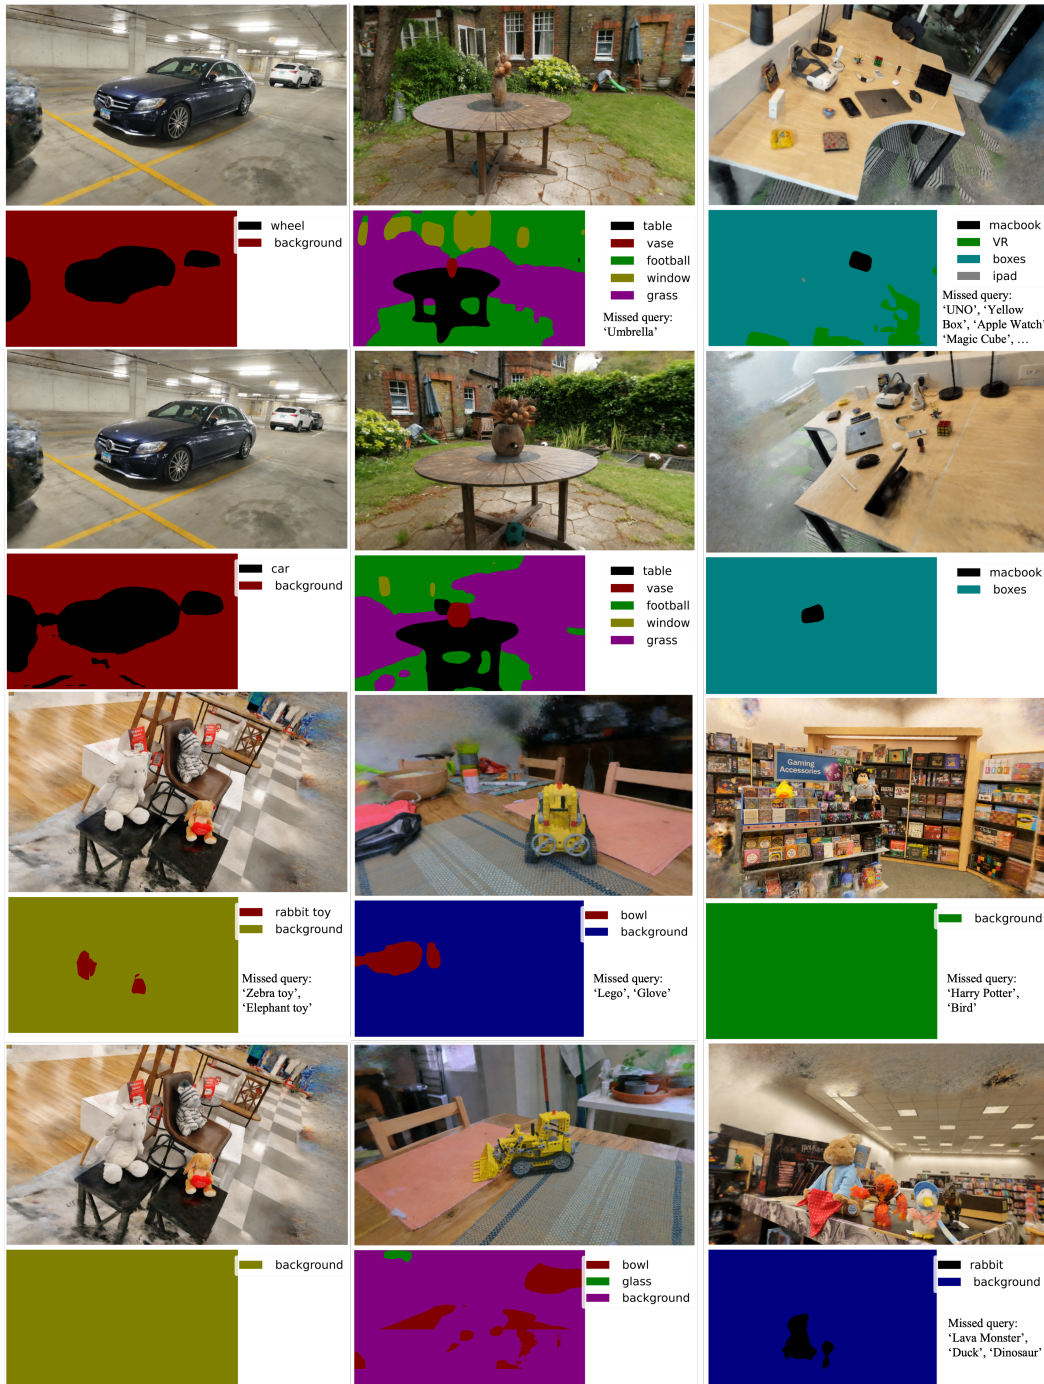 wheel
background
table
vase
football
window
grass
Missed query:
‘Umbrella’
macbook
VR
boxes
ipad
Missed query:
‘UNO’, ‘Yellow
Box’, ‘Apple Watch’
‘Magic Cube’, ...
car
background
table
vase
football
window
grass
macbook
boxes
Gaming
Accessories
rabbit toy
background
Missed query:
‘Zebra toy’,
‘Elephant toy’
bowl
background
Missed query:
‘Lego’, ‘Glove’
background
Missed query:
‘Harry Potter’,
‘Bird’
background
bowl
glass
background
rabbit
background
Missed query:
‘Lava Monster’,
‘Duck’, ‘Dinosaur’